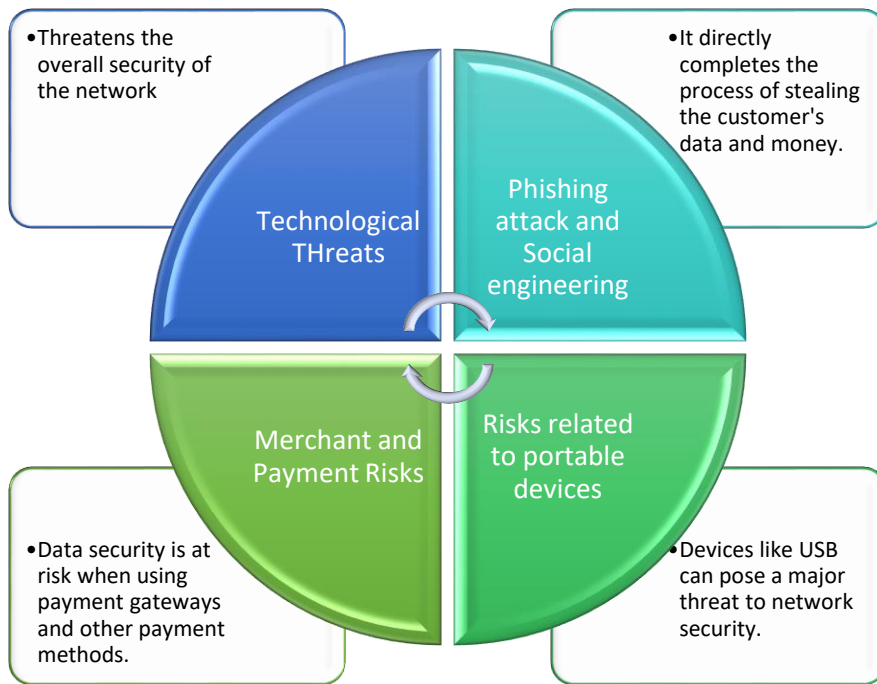 •Threatens the
overall security of
the network
•It directly
completes the
process of stealing
the customer's
data and money.
Technological
THreats
Phishing
attack and
Social
engineering
Merchant and
Payment Risks
Risks related
to portable
devices
•Data security is at
risk when using
payment gateways
and other payment
methods.
•Devices like USB
can pose a major
threat to network
security.